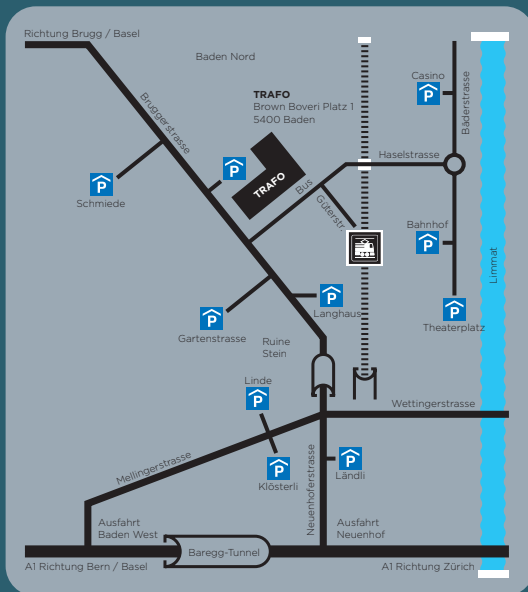 Richtung Brugg / Basel
Baden Nord
TRAFO
Brown Boveri Platz 1
5400 Baden
Casino
P
Bäderstrasse
Bruggerstrasse
P
TRAFO
Haselstrasse
Bus
Güterstr.
P
Schmiede
Bahnhof
P
Limmat
P
Langhaus
P
Theaterplatz
P
Gartenstrasse
Ruine
Stein
Linde
P
Wettingerstrasse
Mellingerstrasse
P
Klösterli
Neuenhoferstrasse
P
Ländli
Ausfahrt
Baden West
Ausfahrt
Neuenhof
Baregg-Tunnel
A1 Richtung Bern / Basel
A1 Richtung Zürich